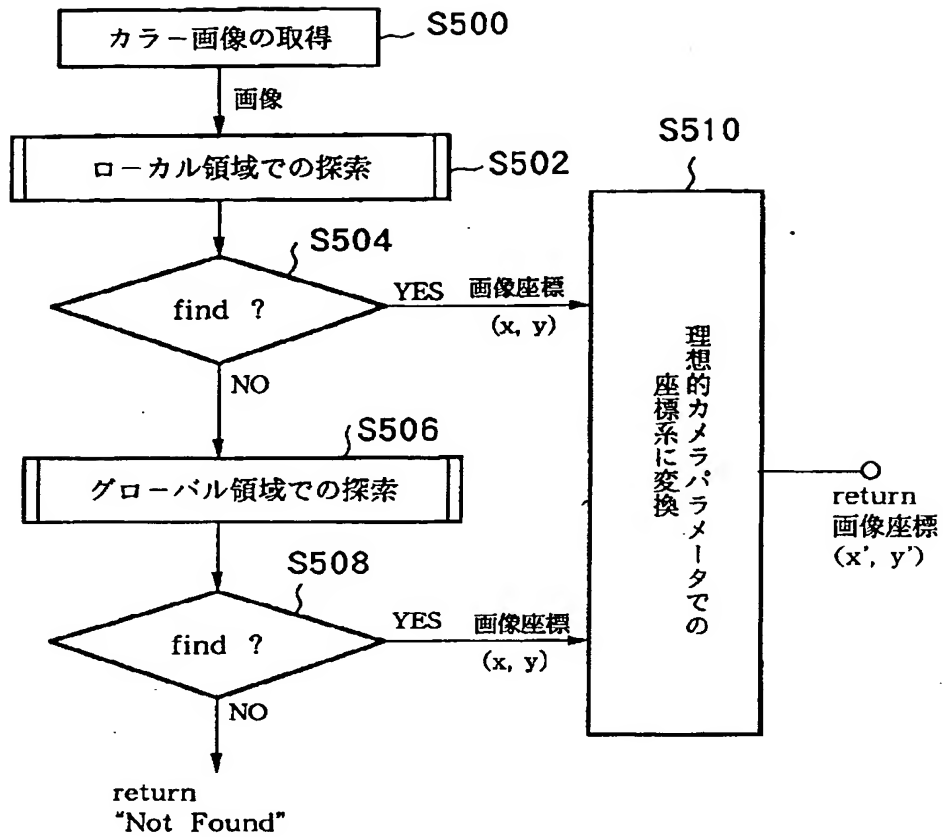 カラー画像の取得
S500
画像
ローカル領域での探索
S502
S504
find ?
YES
画像座標
(x, y)
NO
S506
グローバル領域での探索
S508
find ?
YES
画像座標
(x, y)
NO
return
"Not Found"
S510
理想的カメラパラメータでの
座標系に変換
return
画像座標
(x', y')